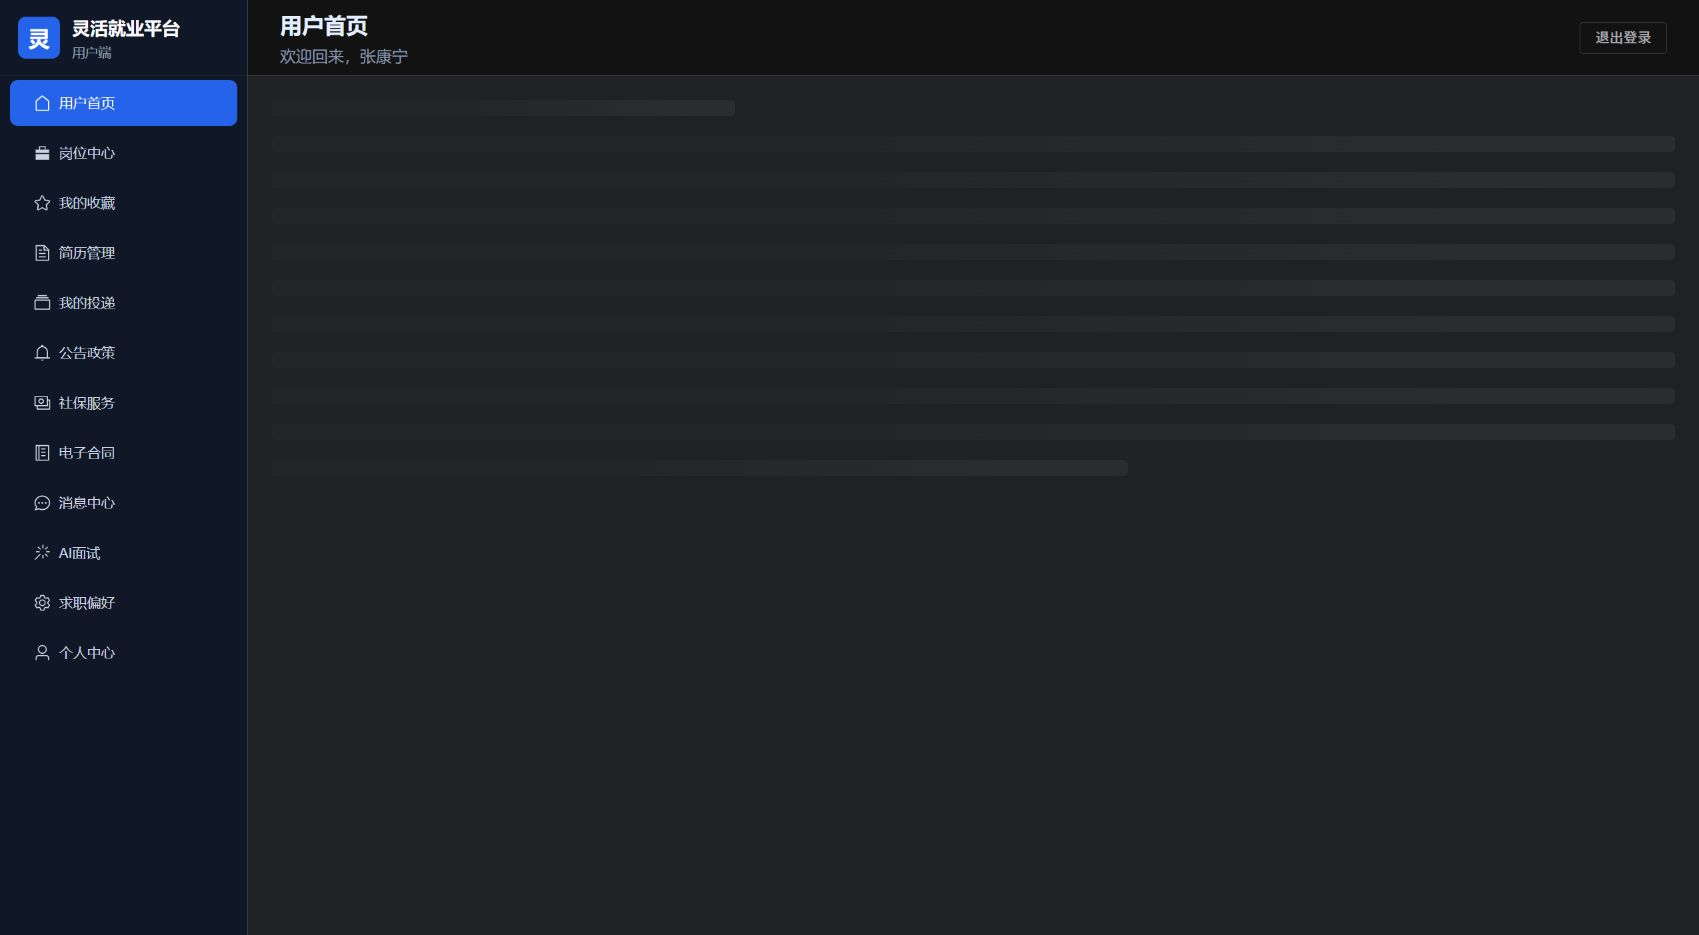 灵
灵活就业平台
用户端
用户首页
岗位中心
我的收藏
简历管理
我的投递
公告政策
社保服务
电子合同
消息中心
AI面试
求职偏好
个人中心
用户首页
欢迎回来，张康宁
退出登录